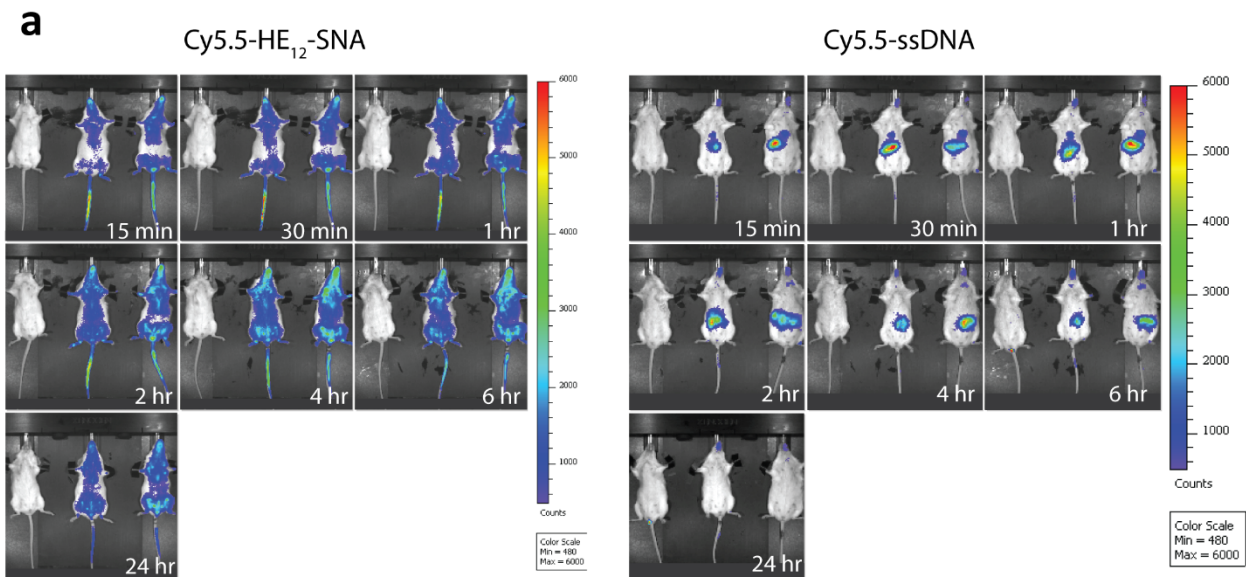 a
Cy5.5-HE₁₂-SNA
15 min
30 min
1 hr
2 hr
4 hr
6 hr
24 hr
6000
5000
4000
3000
2000
1000
Counts
Color Scale
Min = 480
Max = 6000
Cy5.5-ssDNA
15 min
30 min
1 hr
2 hr
4 hr
6 hr
24 hr
6000
5000
4000
3000
2000
1000
Counts
Color Scale
Min = 480
Max = 6000